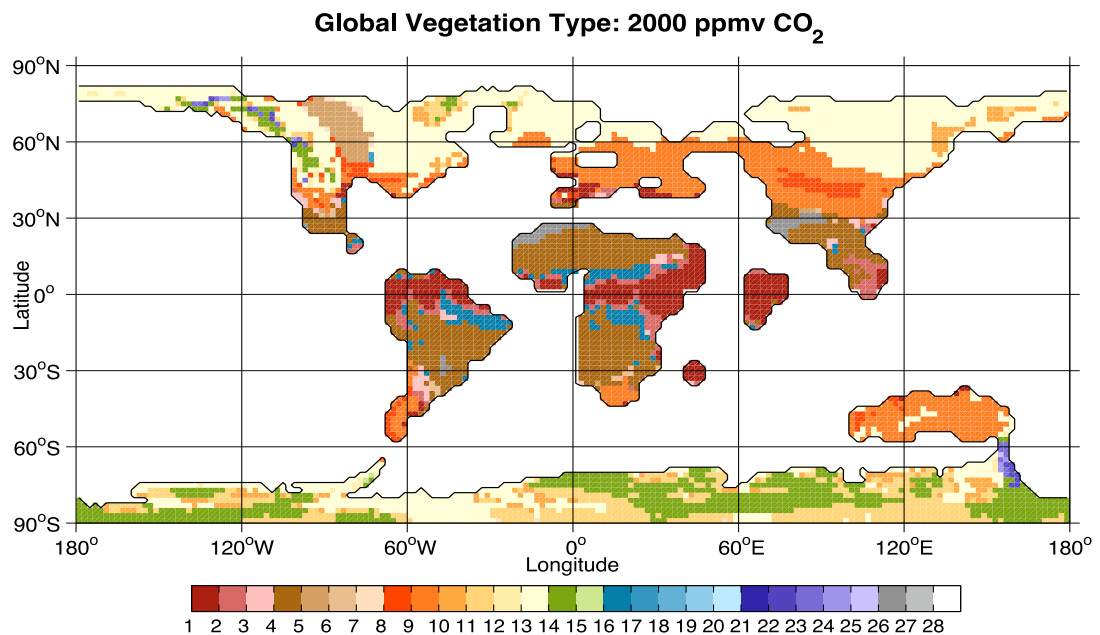 Global Vegetation Type: 2000 ppmv CO2
90°N
60°N
30°N
0°
30°S
60°S
90°S
Latitude
180° 120°W 60°W 0° 60°E 120°E 180°
Longitude
1 2 3 4 5 6 7 8 9 10 11 12 13 14 15 16 17 18 19 20 21 22 23 24 25 26 27 28